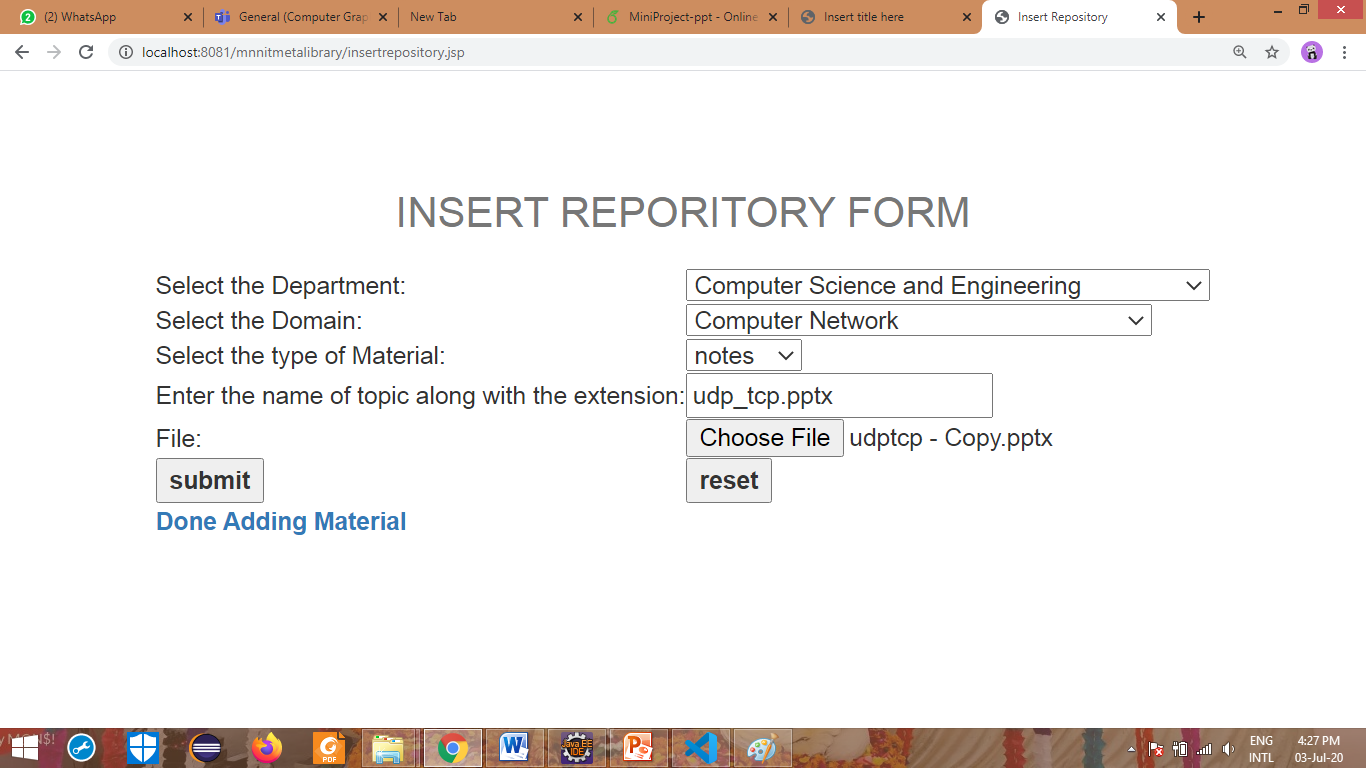 (2) WhatsApp
General (Computer Grap
New Tab
MiniProject-ppt - Online
Insert title here
Insert Repository
localhost:8081/mnnitmetalibrary/insertrepository.jsp
INSERT REPORITORY FORM
Select the Department: Computer Science and Engineering
Select the Domain: Computer Network
Select the type of Material: notes
Enter the name of topic along with the extension: udp_tcp.pptx
File: Choose File udptcp - Copy.pptx
submit reset
Done Adding Material
ENG 4:27 PM
INTL 03-Jul-20